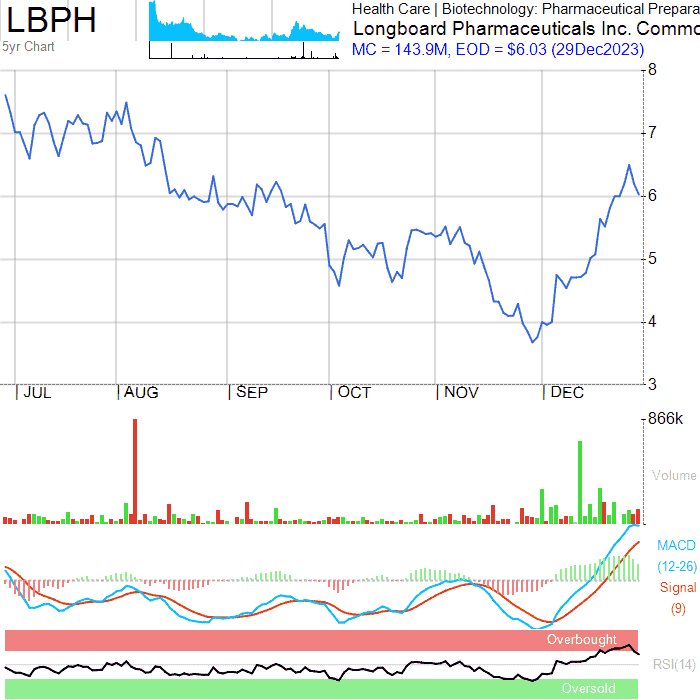 LBPH
5yr Chart
Health Care | Biotechnology: Pharmaceutical Prepara
Longboard Pharmaceuticals Inc. Commo
MC = 143.9M, EOD = $6.03 (29Dec2023)
8
7
6
5
4
3
JUL AUG SEP OCT NOV DEC
866k
Volume
MACD
(12-26)
Signal
(9)
Overbought
RSI(14)
Oversold